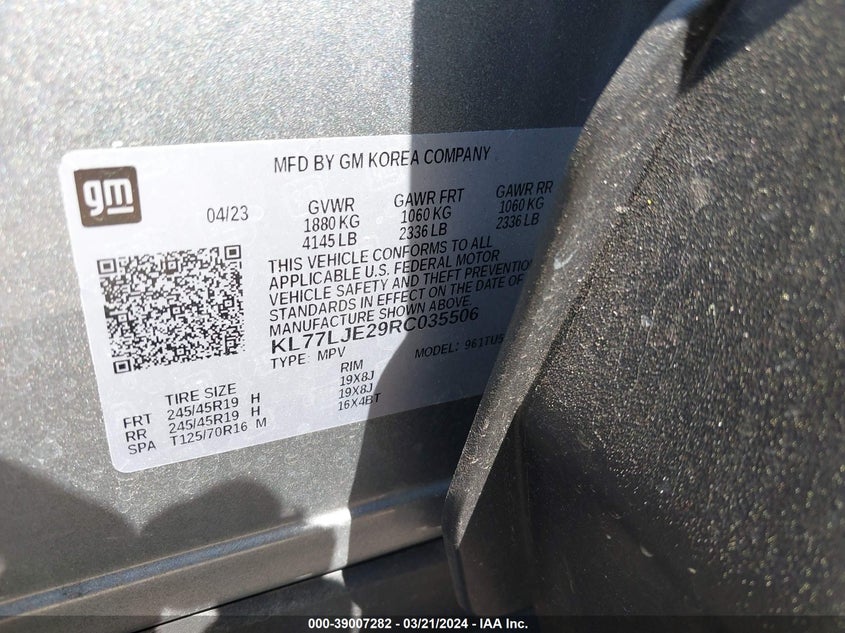 MFD BY GM KOREA COMPANY
gm
04/23
GVWR GAWR FRT GAWR RR
1880 KG 1060 KG 1060 KG
4145 LB 2336 LB 2336 LB
THIS VEHICLE CONFORMS TO ALL
APPLICABLE U.S. FEDERAL MOTOR
VEHICLE SAFETY AND THEFT PREVENTION
STANDARDS IN EFFECT ON THE DATE OF
MANUFACTURE SHOWN ABOVE.
KL77LJE29RC035506
TYPE: MPV MODEL: 961TU5
TIRE SIZE RIM
FRT 245/45R19 H 19X8J
RR 245/45R19 H 19X8J
SPA T125/70R16 M 16X4BT
000-39007282 - 03/21/2024 - IAA Inc.